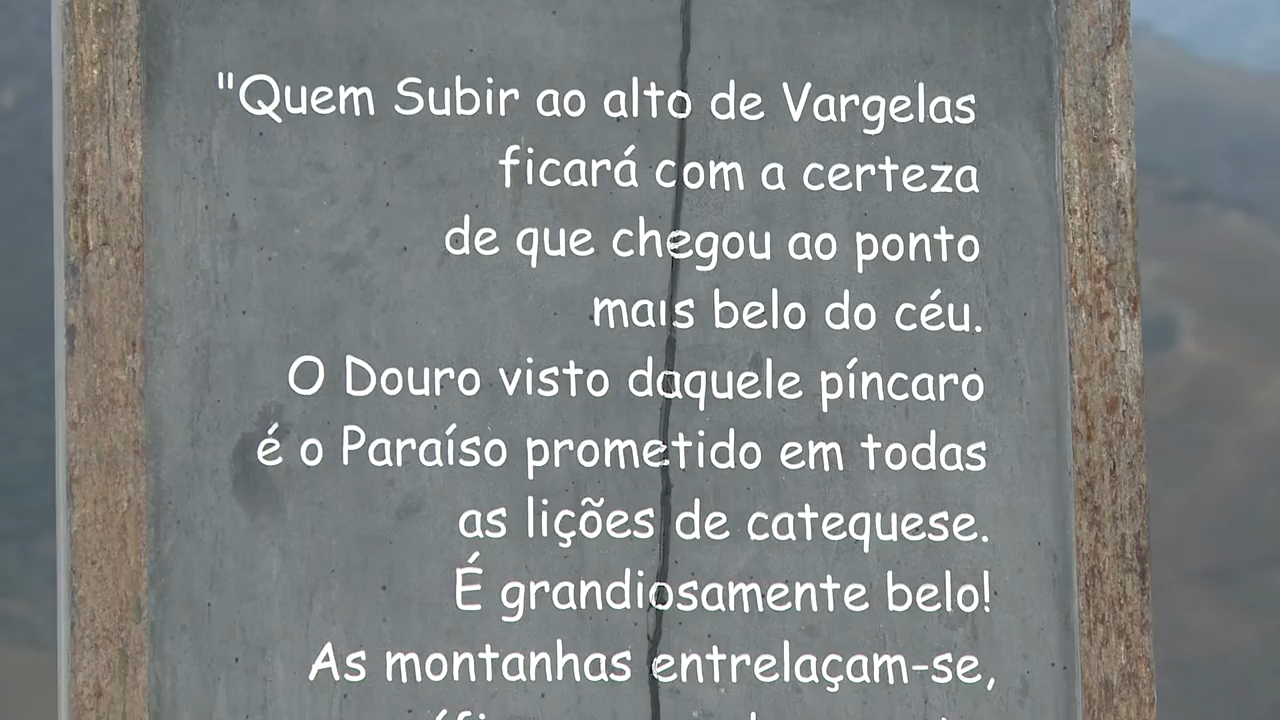 "Quem Subir ao alto de Vargelas
ficará com a certeza
de que chegou ao ponto
mais belo do céu.
O Douro visto daquele píncaro
é o Paraíso prometido em todas
as lições de catequese.
É grandiosamente belo!
As montanhas entrelaçam-se,